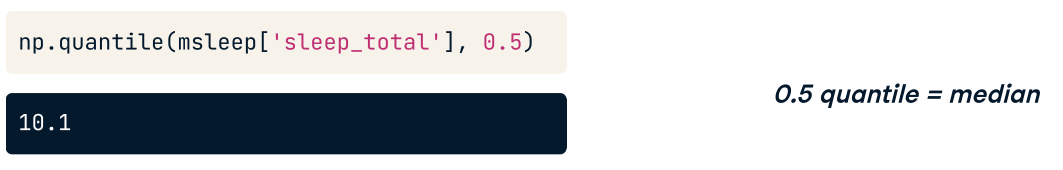 np.quantile(msleep['sleep_total'], 0.5)
10.1
0.5 quantile = median